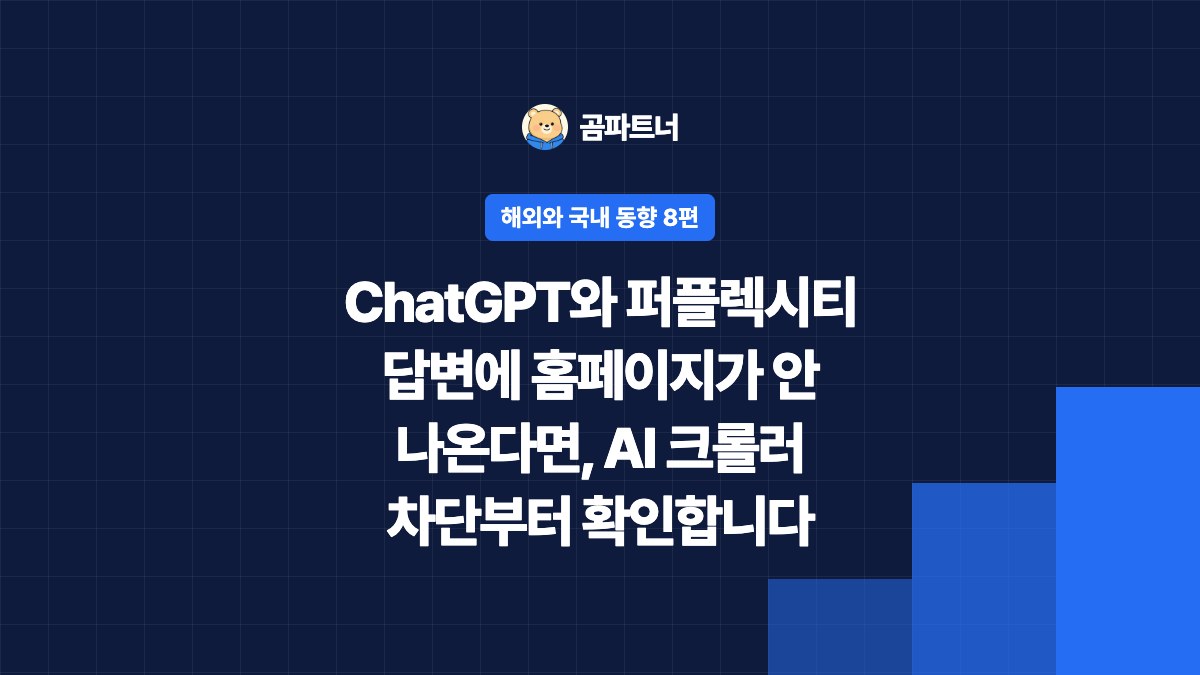 곰파트너
해외와 국내 동향 8편
ChatGPT와 퍼플렉시티
답변에 홈페이지가 안
나온다면, AI 크롤러
차단부터 확인합니다